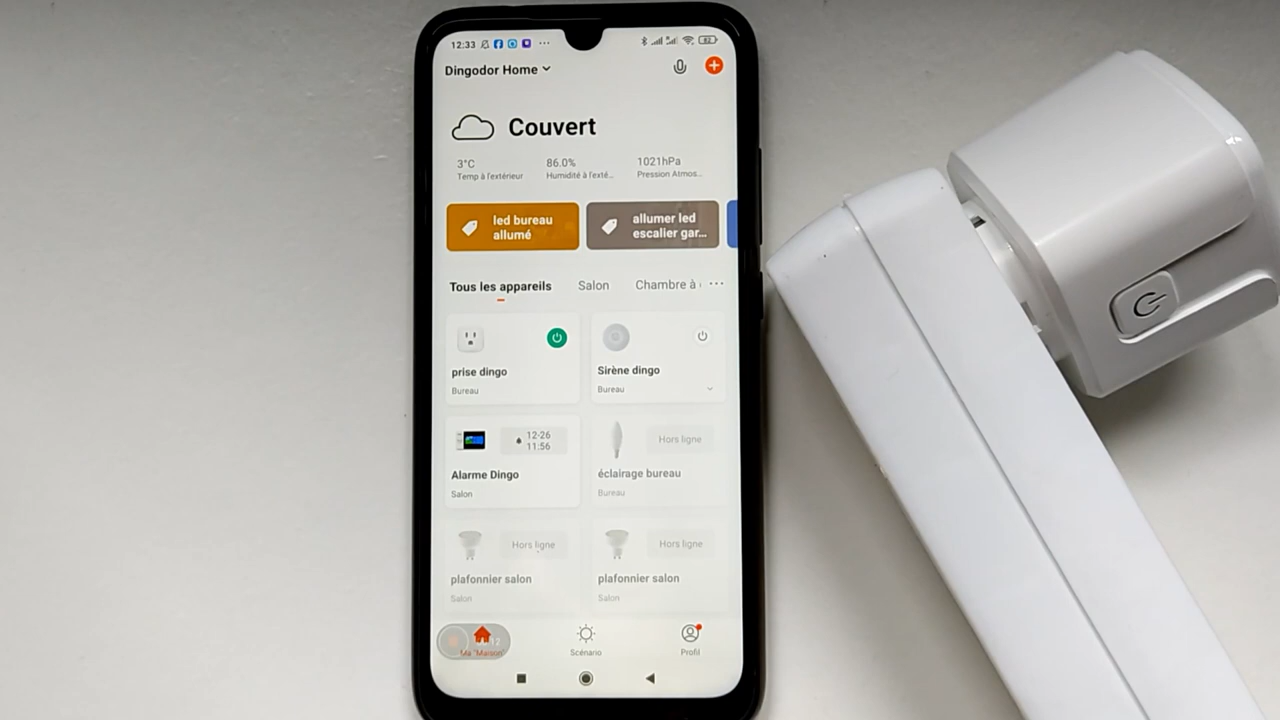 12:33
82
Dingodor Home
Couvert
3°C
86.0%
1021hPa
Temp à l'extérieur
Humidité à l'exté...
Pression Atmos...
led bureau
allumé
allumer led
escalier gar...
Tous les appareils
Salon
Chambre à
prise dingo
Bureau
Sirène dingo
Bureau
12-26
11:56
Alarme Dingo
Salon
Hors ligne
éclairage bureau
Bureau
Hors ligne
plafonnier salon
Salon
Hors ligne
plafonnier salon
Salon
Ma "Maison"
Scénario
Profil